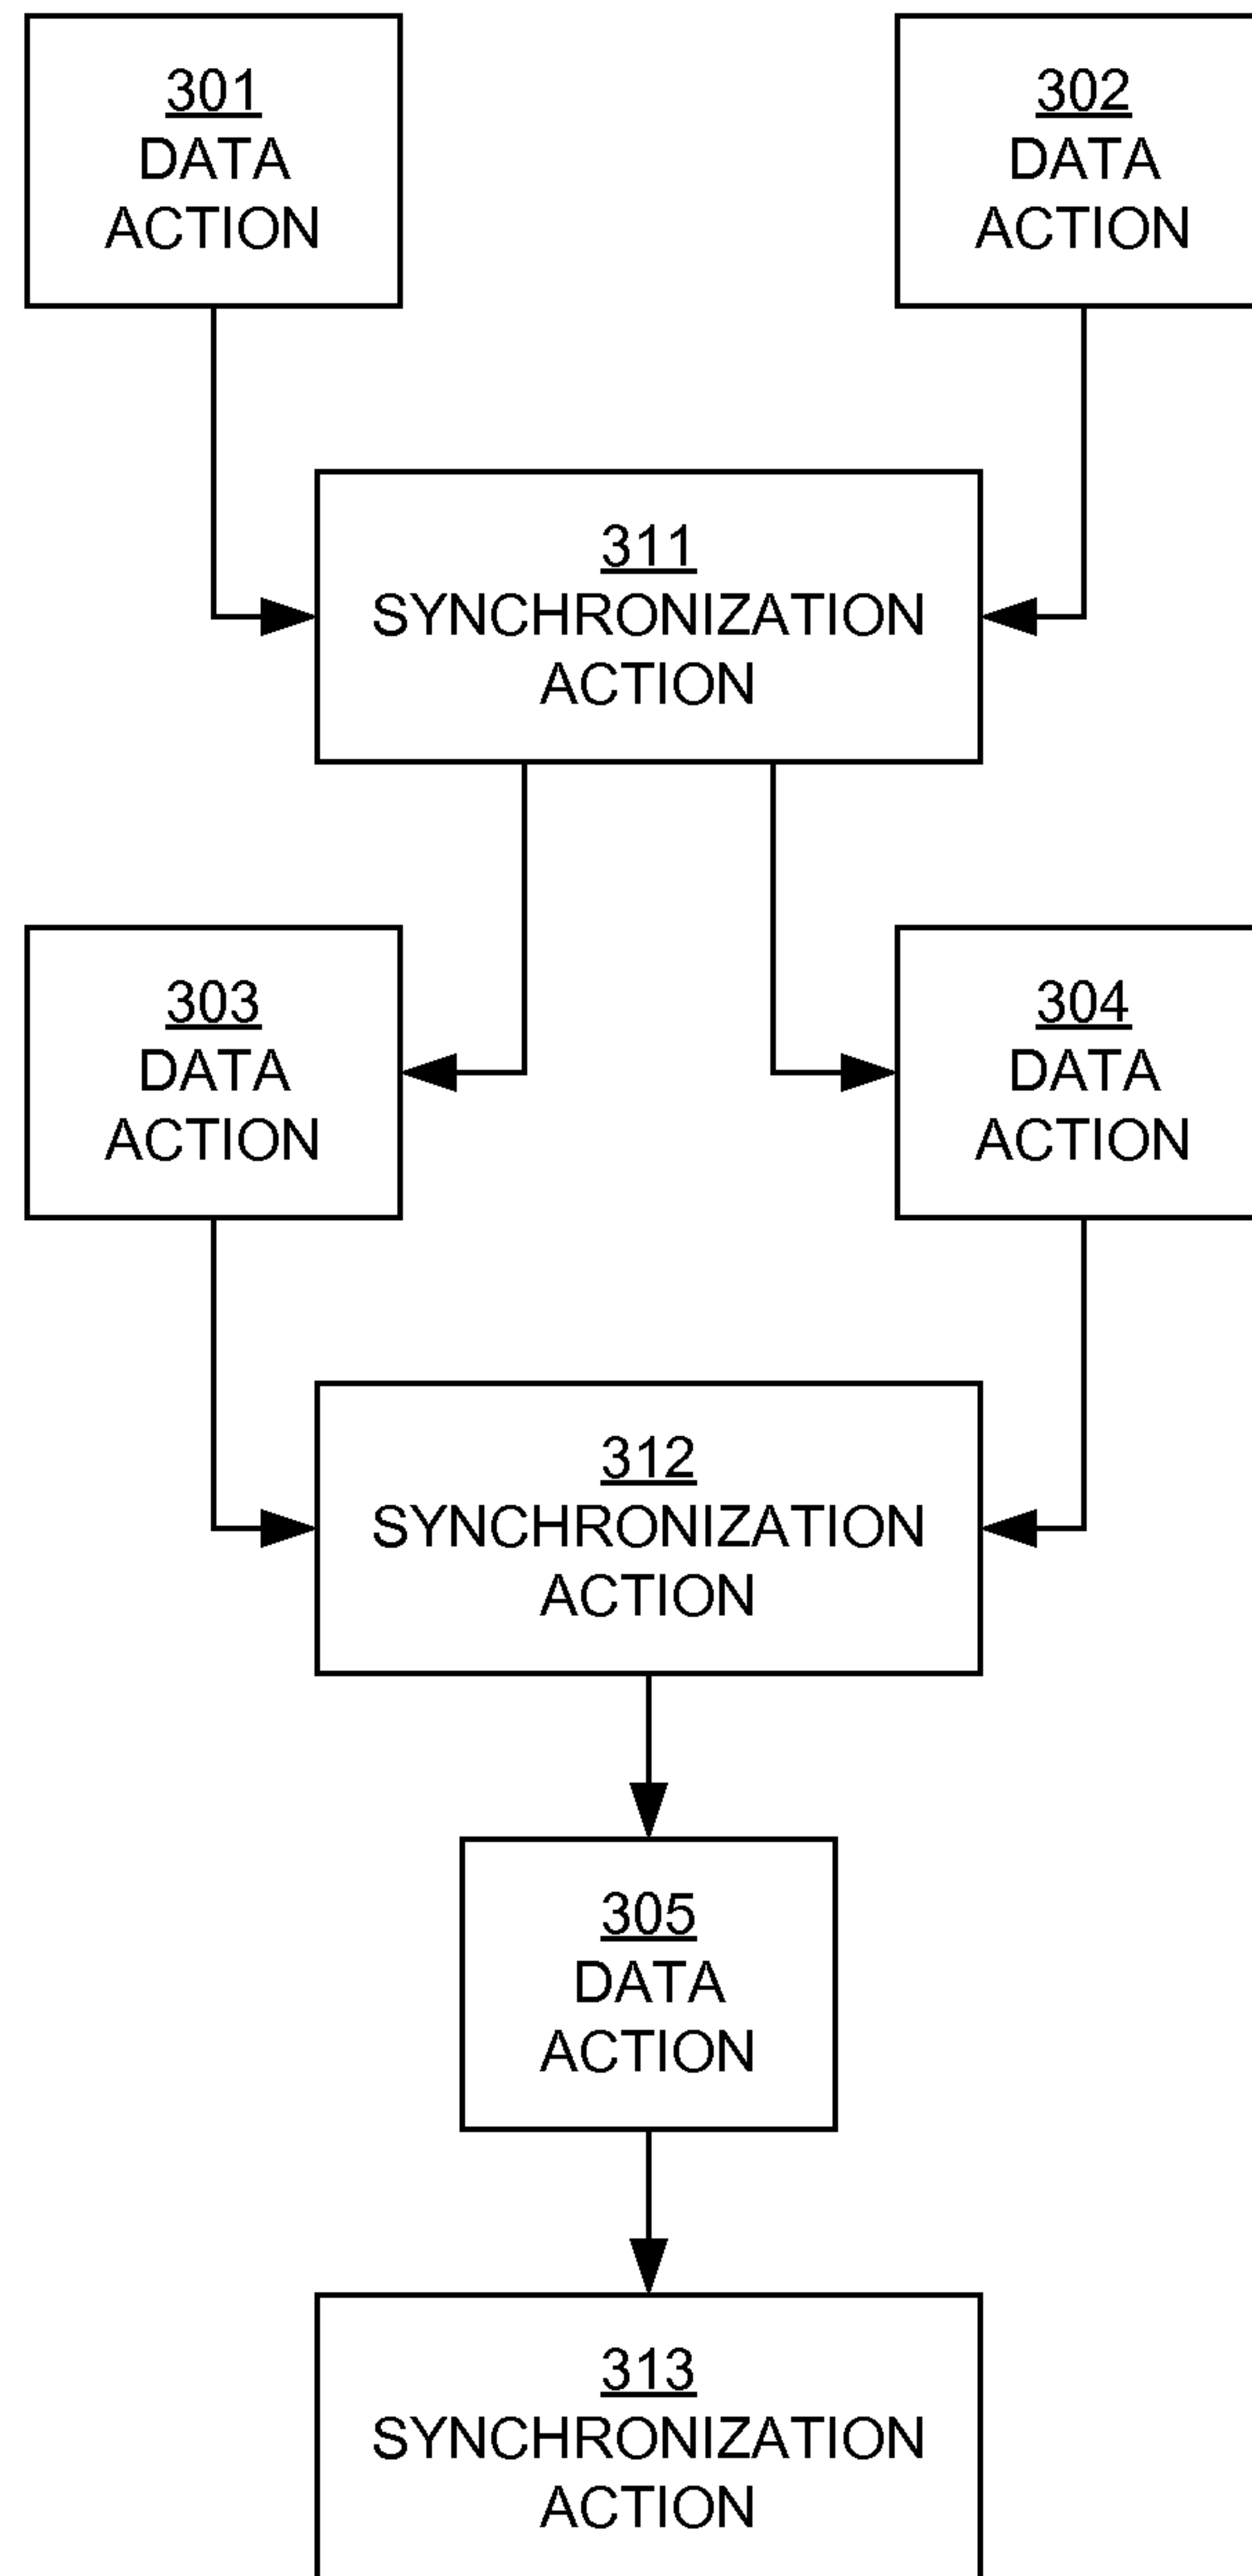 301
DATA
ACTION
302
DATA
ACTION
311
SYNCHRONIZATION
ACTION
303
DATA
ACTION
304
DATA
ACTION
312
SYNCHRONIZATION
ACTION
305
DATA
ACTION
313
SYNCHRONIZATION
ACTION